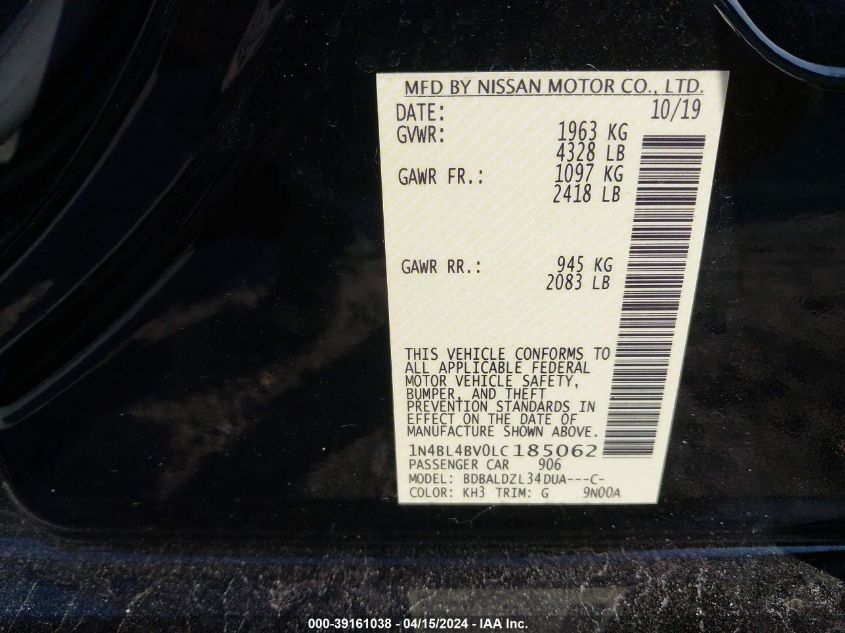 MFD BY NISSAN MOTOR CO., LTD.
DATE: 10/19
GVWR: 1963 KG
4328 LB
GAWR FR.: 1097 KG
2418 LB
GAWR RR.: 945 KG
2083 LB
THIS VEHICLE CONFORMS TO
ALL APPLICABLE FEDERAL
MOTOR VEHICLE SAFETY,
BUMPER, AND THEFT
PREVENTION STANDARDS IN
EFFECT ON THE DATE OF
MANUFACTURE SHOWN ABOVE.
1N4BL4BV0LC185062
PASSENGER CAR 906
MODEL: BDBALDZL34DUA---C-
COLOR: KH3 TRIM: G 9N00A
000-39161038 - 04/15/2024 - IAA Inc.